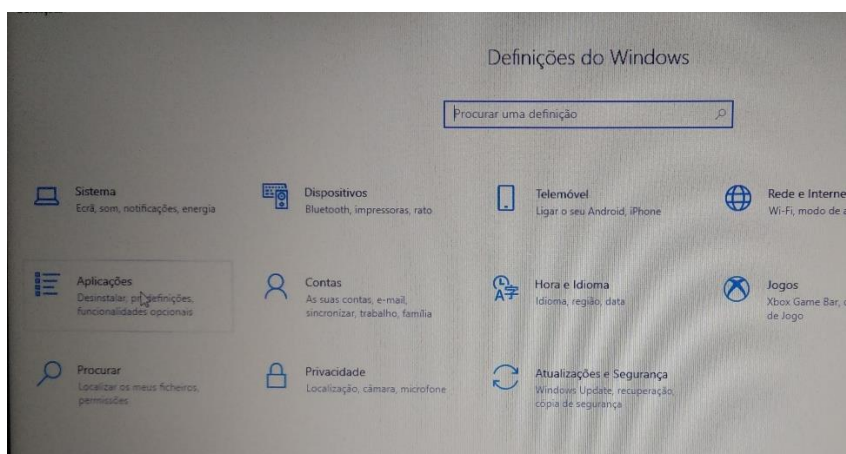 Definições do Windows
Procurar uma definição
Sistema
Ecrã, som, notificações, energia
Dispositivos
Bluetooth, impressoras, rato
Telemóvel
Ligar o seu Android, iPhone
Rede e Interne
Wi-Fi, modo de a
Aplicações
Desinstalar, predefinições,
funcionalidades opcionais
Contas
As suas contas, e-mail,
sincronizar, trabalho, família
Hora e Idioma
Idioma, região, data
Jogos
Xbox Game Bar,
de Jogo
Procurar
Localizar os meus ficheiros,
permissões
Privacidade
Localização, câmara, microfone
Atualizações e Segurança
Windows Update, recuperação,
cópia de segurança